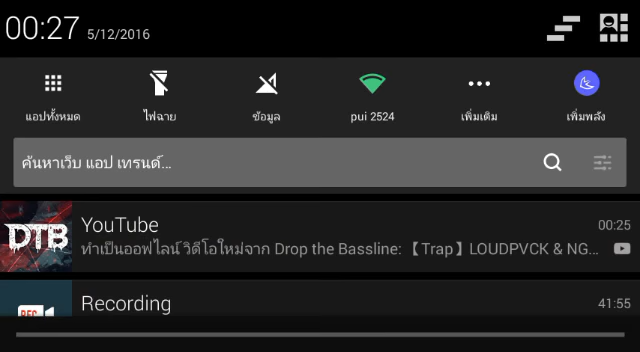 00:27 5/12/2016
แอปทั้งหมด ไฟฉาย ข้อมูล pui 2524 เพิ่มเติม เพิ่มพลัง
ค้นหาเว็บ แอป เทรนด์...
DTB
YouTube 00:25
ทำเป็นออฟไลน์ วิดีโอใหม่จาก Drop the Bassline: 【Trap】LOUDPVCK & NG...
Recording 41:55
REC